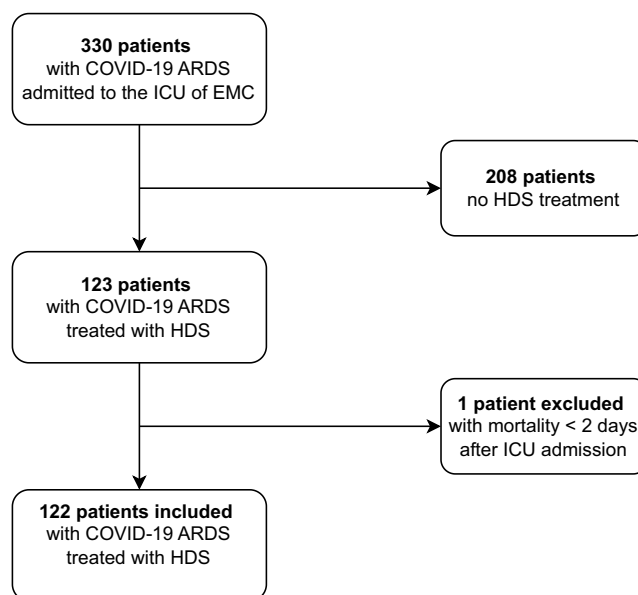 330 patients
with COVID-19 ARDS
admitted to the ICU of EMC
208 patients
no HDS treatment
123 patients
with COVID-19 ARDS
treated with HDS
1 patient excluded
with mortality < 2 days
after ICU admission
122 patients included
with COVID-19 ARDS
treated with HDS